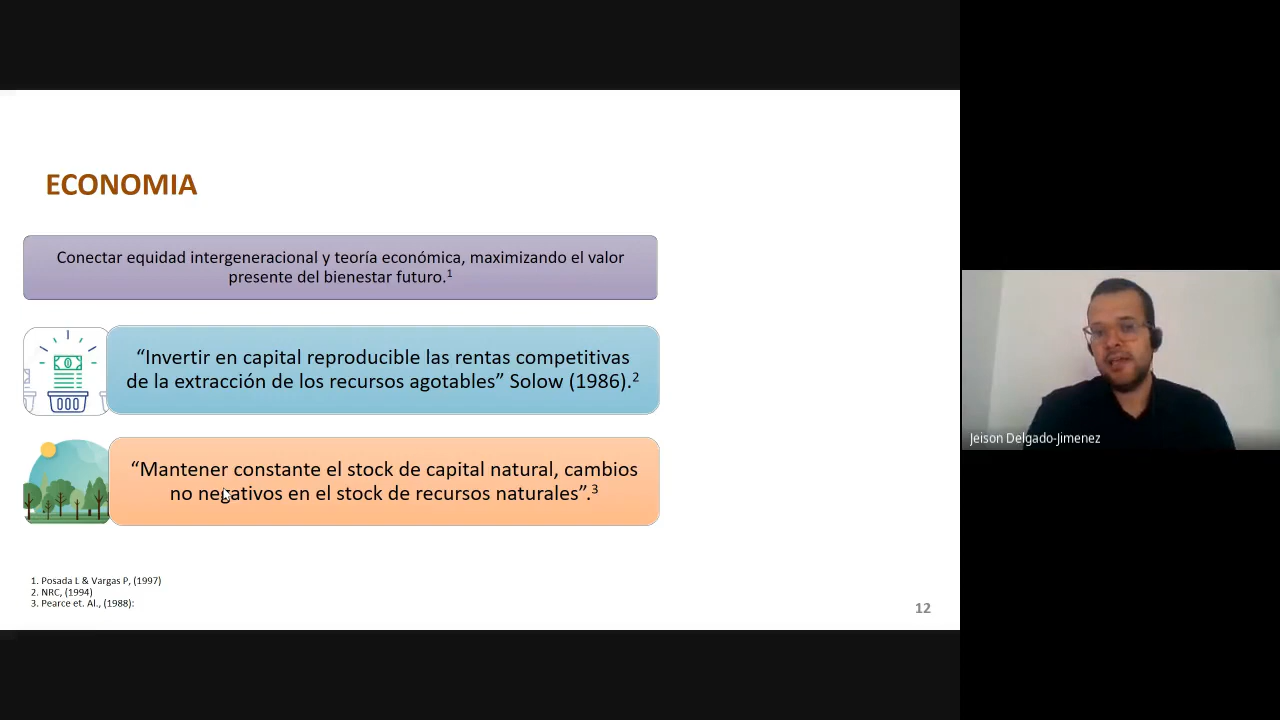 ECONOMIA
Conectar equidad intergeneracional y teoría económica, maximizando el valor
presente del bienestar futuro.¹
“Invertir en capital reproducible las rentas competitivas
de la extracción de los recursos agotables” Solow (1986).²
“Mantener constante el stock de capital natural, cambios
no negativos en el stock de recursos naturales”.³
1. Posada L & Vargas P, (1997)
2. NRC, (1994)
3. Pearce et. Al., (1988):
12
Jeison Delgado-Jimenez